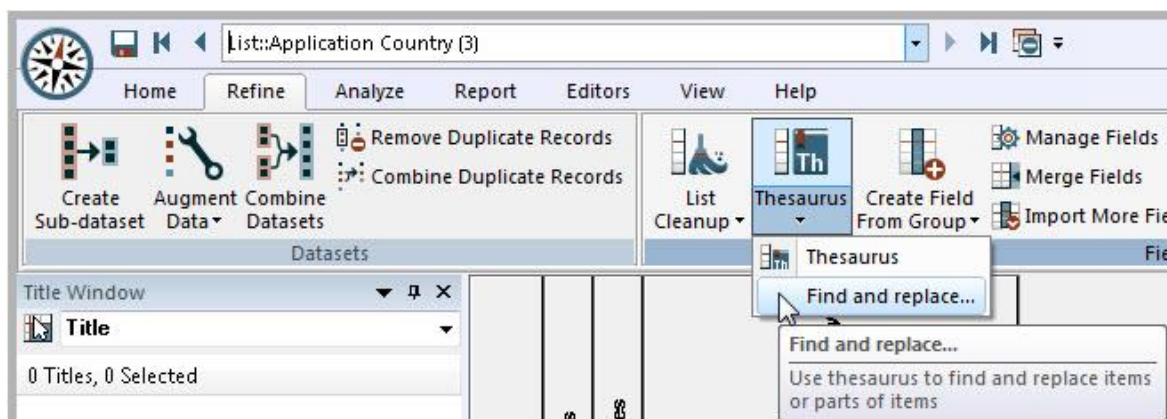 List::Application Country (3)
Home Refine Analyze Report Editors View Help
Create Sub-dataset
Augment Data
Combine Datasets
Remove Duplicate Records
Combine Duplicate Records
Datasets
List Cleanup
Th
Thesaurus
Create Field From Group
Manage Fields
Merge Fields
Import More Fie
Fie
Th Thesaurus
Find and replace...
Find and replace...
Use thesaurus to find and replace items
or parts of items
Title Window
Title
0 Titles, 0 Selected